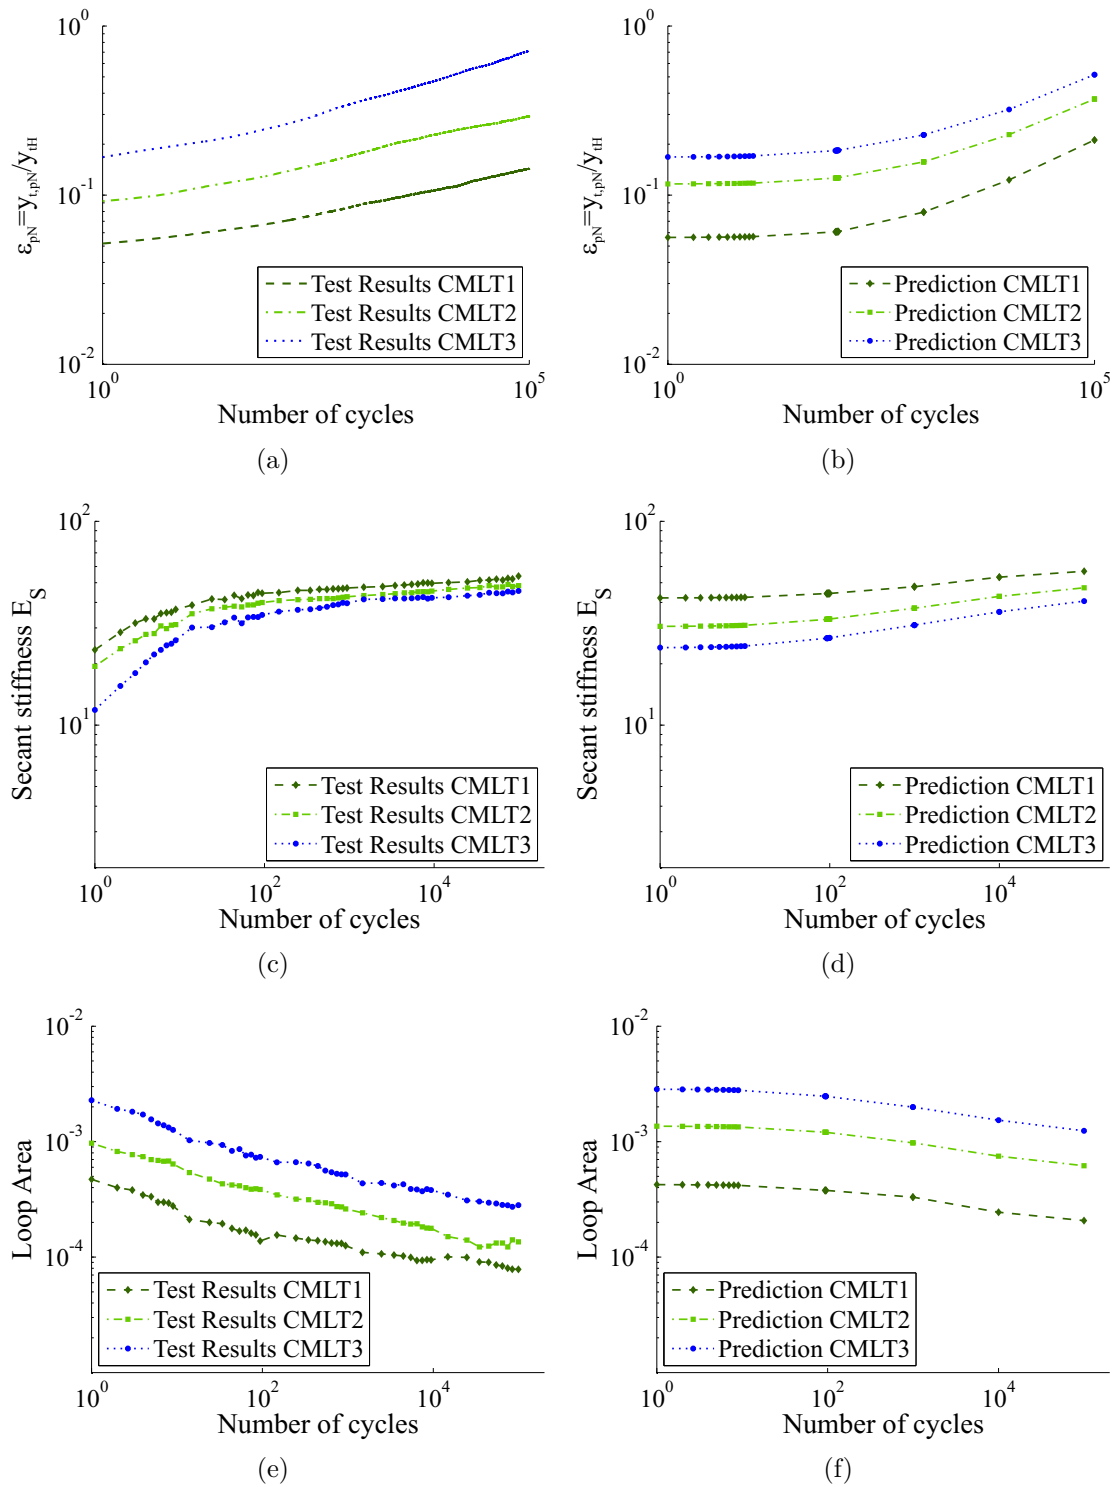 10^0
10^-1
10^-2
ε_pN=y_t,pN/y_tH
Test Results CMLT1
Test Results CMLT2
Test Results CMLT3
10^0
10^5
Number of cycles
(a)
10^0
10^-1
10^-2
ε_pN=y_t,pN/y_tH
Prediction CMLT1
Prediction CMLT2
Prediction CMLT3
10^0
10^5
Number of cycles
(b)
10^2
10^1
Secant stiffness E_S
Test Results CMLT1
Test Results CMLT2
Test Results CMLT3
10^0
10^2
10^4
Number of cycles
(c)
10^2
10^1
Secant stiffness E_S
Prediction CMLT1
Prediction CMLT2
Prediction CMLT3
10^0
10^2
10^4
Number of cycles
(d)
10^-2
10^-3
10^-4
Loop Area
Test Results CMLT1
Test Results CMLT2
Test Results CMLT3
10^0
10^2
10^4
Number of cycles
(e)
10^-2
10^-3
10^-4
Loop Area
Prediction CMLT1
Prediction CMLT2
Prediction CMLT3
10^0
10^2
10^4
Number of cycles
(f)